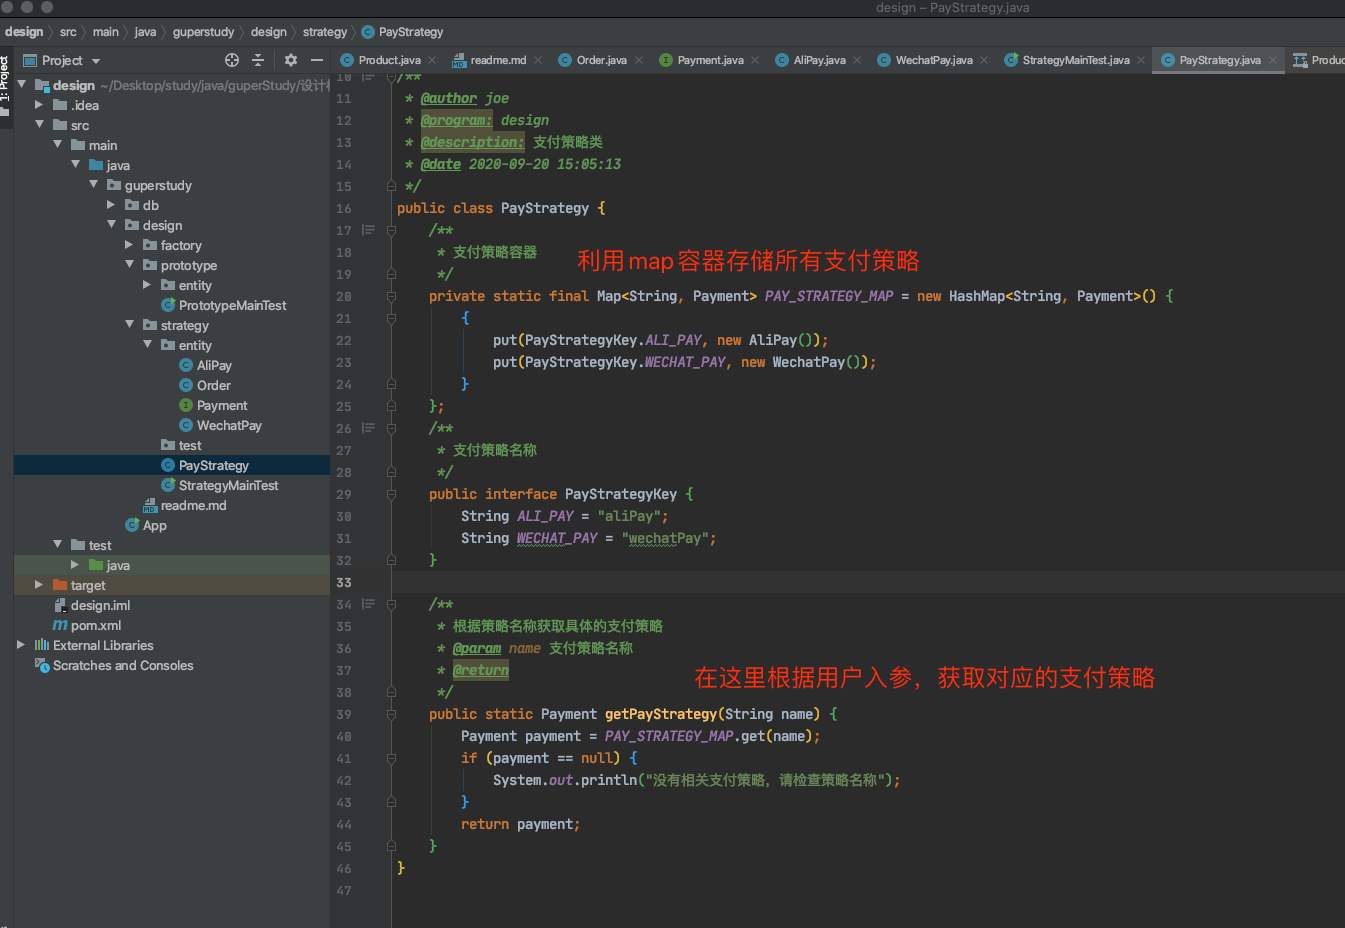 design – PayStrategy.java
design src main java guperstudy design strategy PayStrategy
1: Project
Project
Product.java readme.md Order.java Payment.java AliPay.java WechatPay.java StrategyMainTest.java PayStrategy.java Produc
design ~/Desktop/study/java/guperStudy/设计
.idea
src
main
java
guperstudy
db
design
factory
prototype
entity
PrototypeMainTest
strategy
entity
AliPay
Order
Payment
WechatPay
test
PayStrategy
StrategyMainTest
readme.md
App
test
java
target
design.iml
pom.xml
External Libraries
Scratches and Consoles
10 /**
11 * @author joe
12 * @program: design
13 * @description: 支付策略类
14 * @date 2020-09-20 15:05:13
15 */
16 public class PayStrategy {
17 /**
18 * 支付策略容器
利用map容器存储所有支付策略
19 */
20 private static final Map<String, Payment> PAY_STRATEGY_MAP = new HashMap<String, Payment>() {
21 {
22 put(PayStrategyKey.ALI_PAY, new AliPay());
23 put(PayStrategyKey.WECHAT_PAY, new WechatPay());
24 }
25 };
26 /**
27 * 支付策略名称
28 */
29 public interface PayStrategyKey {
30 String ALI_PAY = "aliPay";
31 String WECHAT_PAY = "wechatPay";
32 }
33
34 /**
35 * 根据策略名称获取具体的支付策略
36 * @param name 支付策略名称
37 * @return
在这里根据用户入参，获取对应的支付策略
38 */
39 public static Payment getPayStrategy(String name) {
40 Payment payment = PAY_STRATEGY_MAP.get(name);
41 if (payment == null) {
42 System.out.println("没有相关支付策略，请检查策略名称");
43 }
44 return payment;
45 }
46 }
47